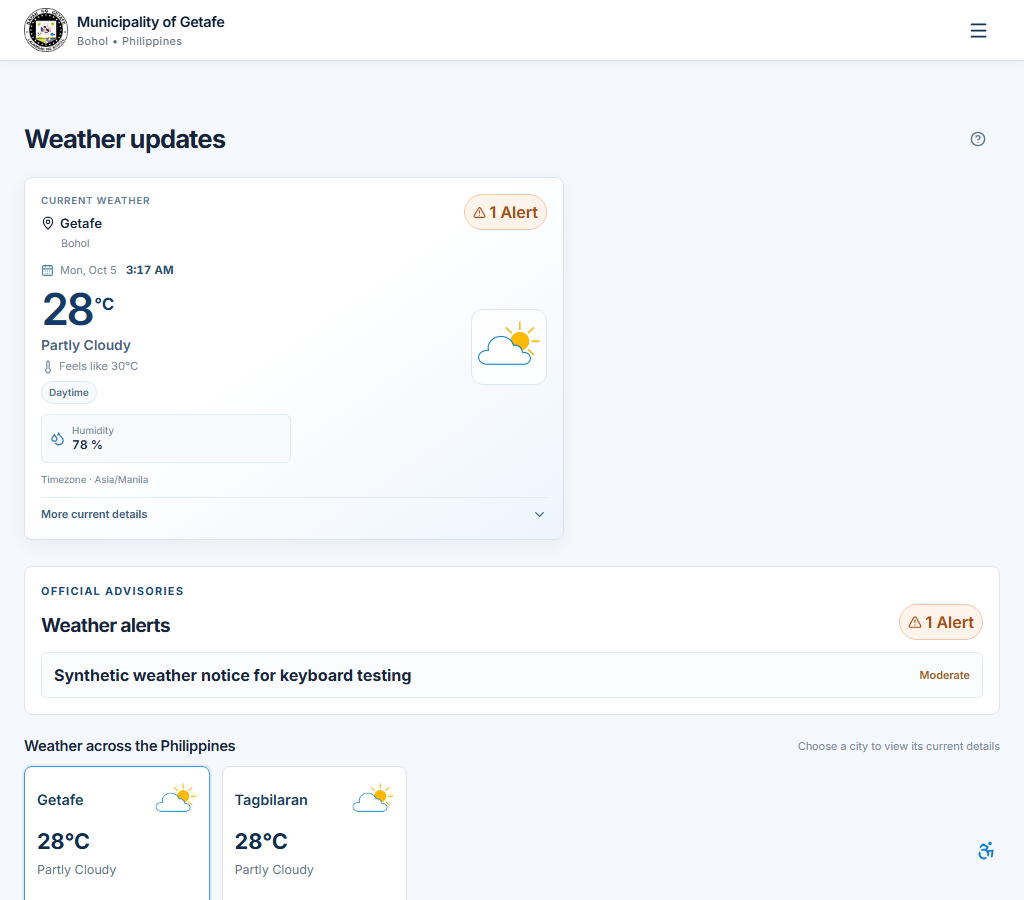 Municipality of Getafe
Bohol • Philippines
Weather updates
CURRENT WEATHER
1 Alert
Getafe
Bohol
Mon, Oct 5 3:17 AM
28°C
Partly Cloudy
Feels like 30°C
Daytime
Humidity
78 %
Timezone · Asia/Manila
More current details
OFFICIAL ADVISORIES
Weather alerts
1 Alert
Synthetic weather notice for keyboard testing
Moderate
Weather across the Philippines
Choose a city to view its current details
Getafe
28°C
Partly Cloudy
Tagbilaran
28°C
Partly Cloudy